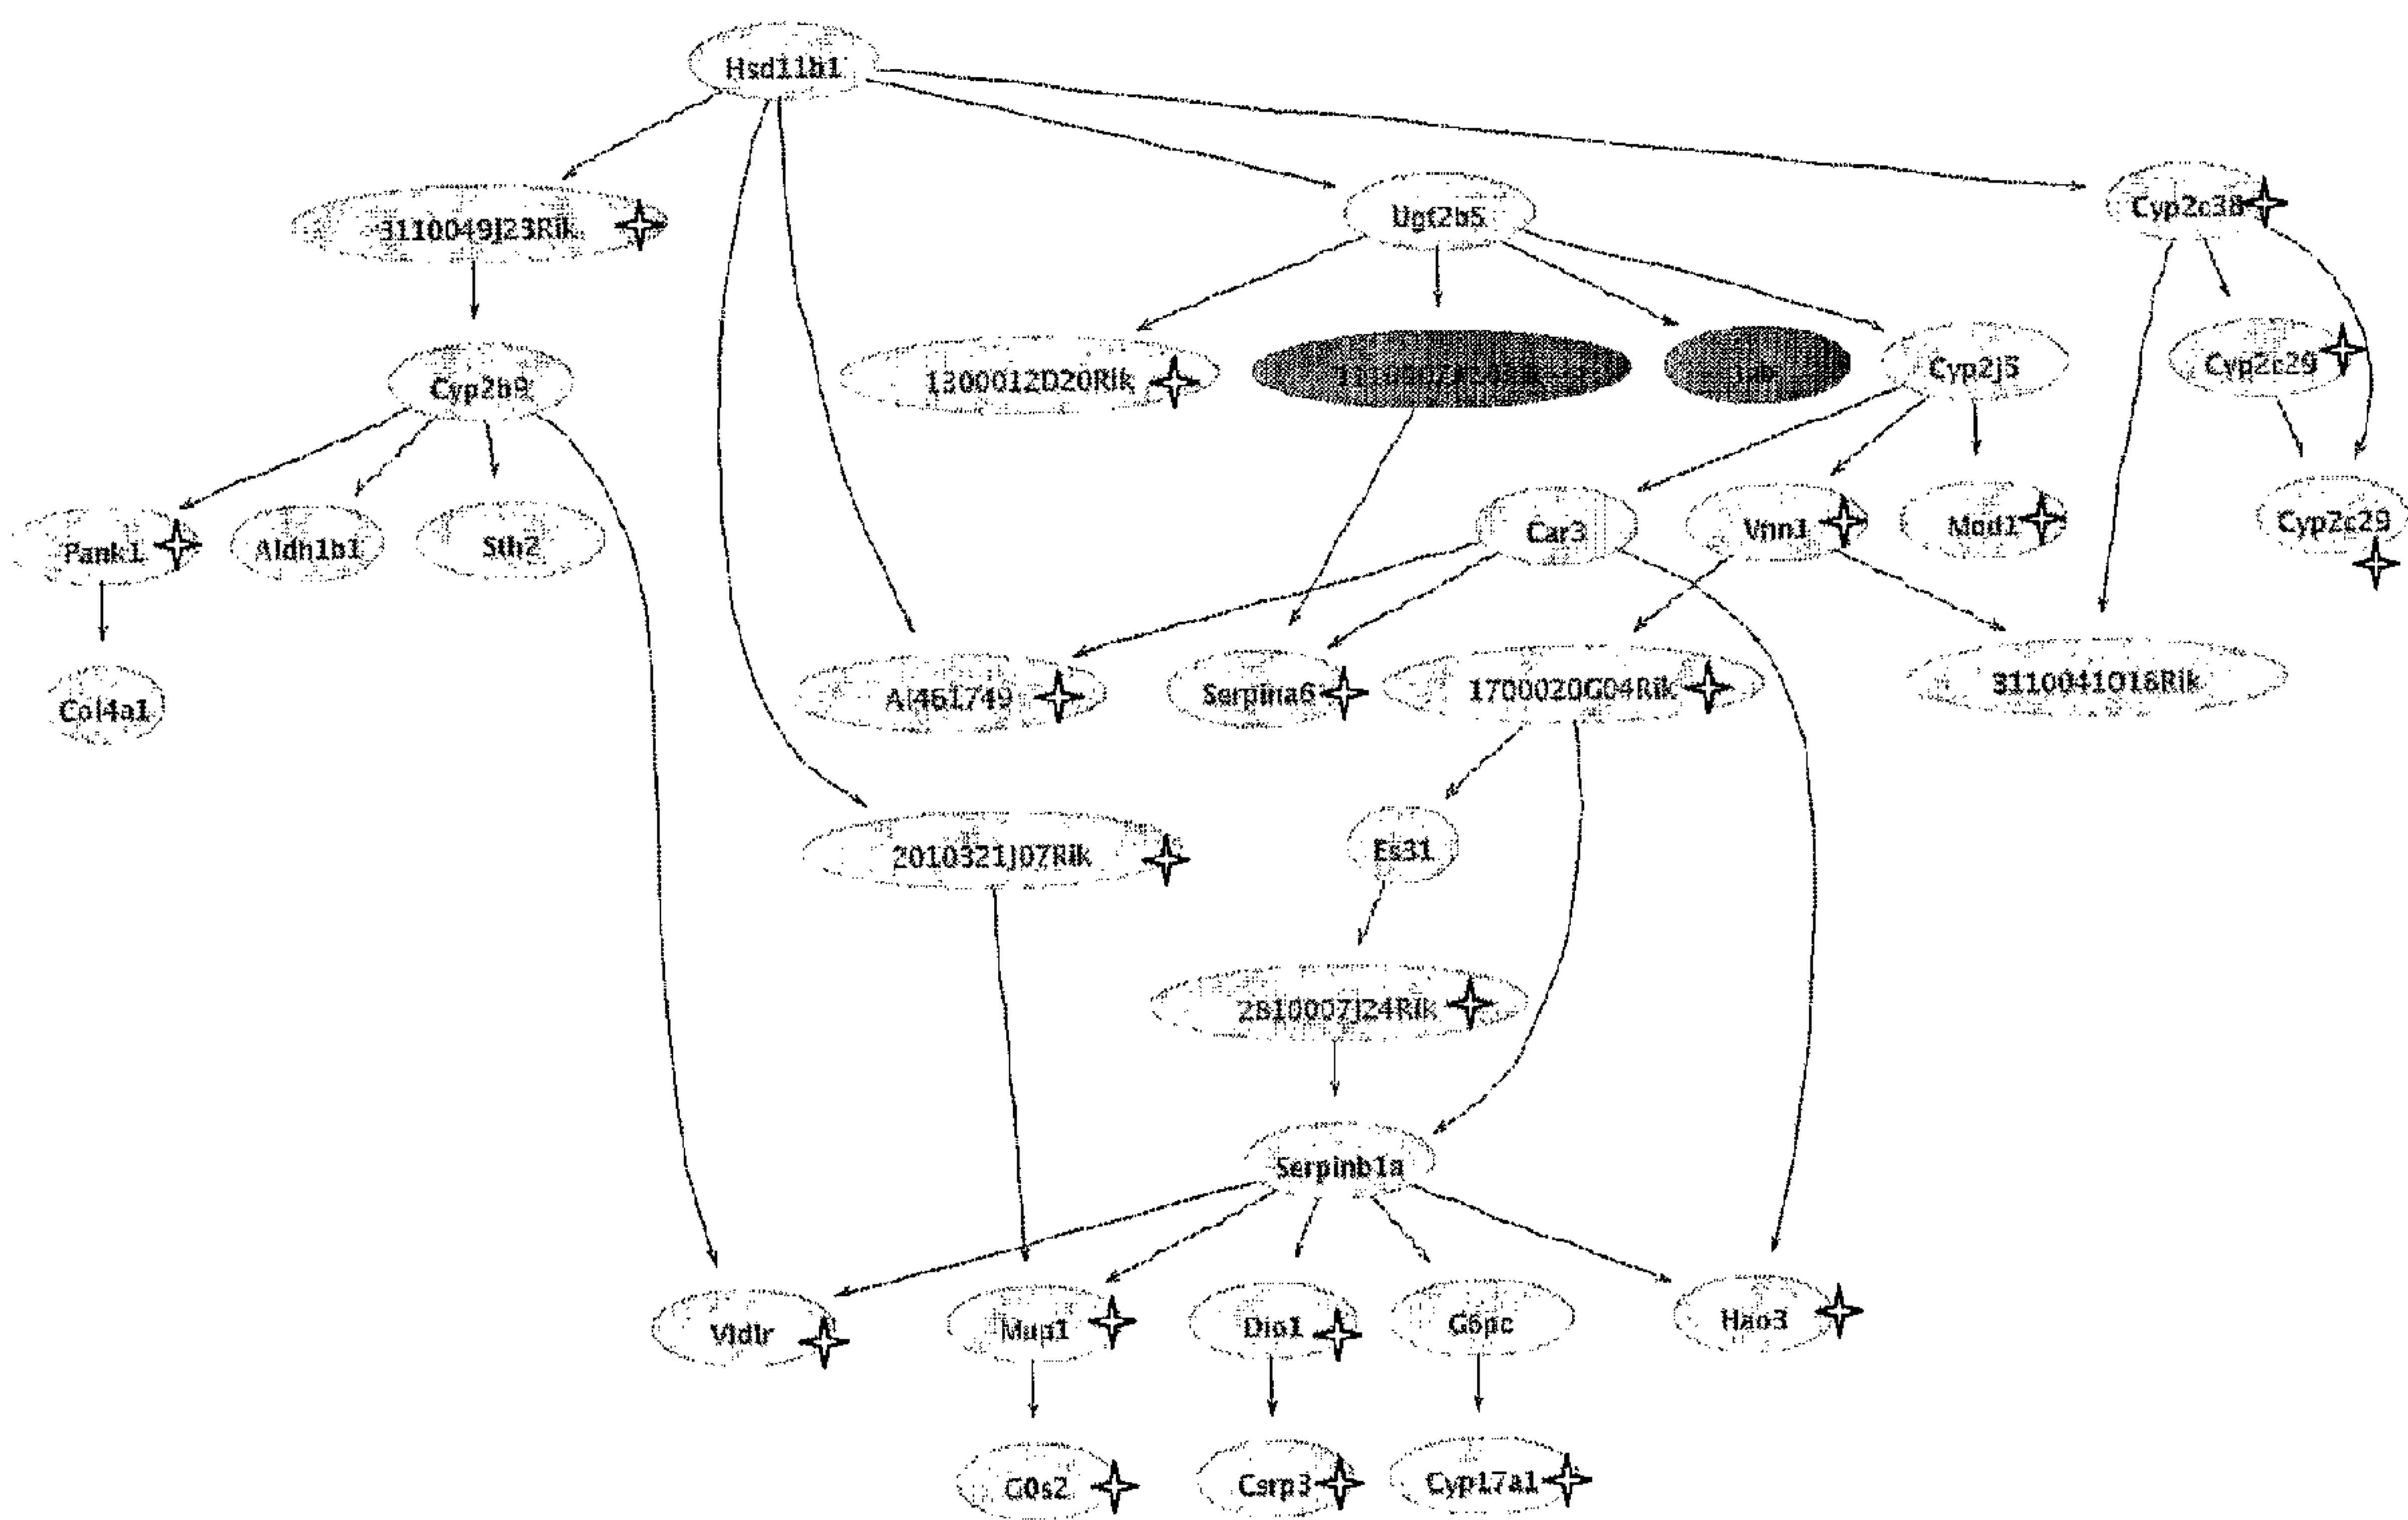 Hsd11b1
Cyp2c38
Ugt2b5
3110049J23Rik
Cyp2j5
Cyp2c29
1300012D20Rik
Cyp2b9
Car3
Vnn1
Mod1
Cyp2c29
Pank1
Aldh1b1
Sth2
Col4a1
AI461749
Serpina6
1700020G04Rik
3110041O18Rik
2010321J07Rik
Es31
2810007J24Rik
Serpinb1a
Vldlr
Mup1
Dio1
G6pc
Hao3
G0s2
Csrp3
Cyp17a1